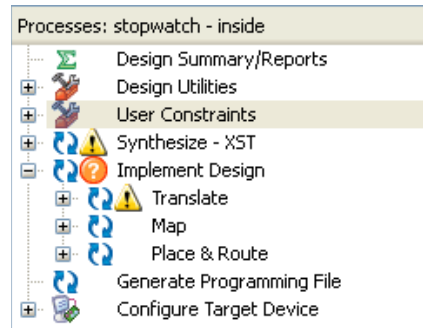 Processes: stopwatch - inside
Design Summary/Reports
Design Utilities
User Constraints
Synthesize - XST
Implement Design
Translate
Map
Place & Route
Generate Programming File
Configure Target Device